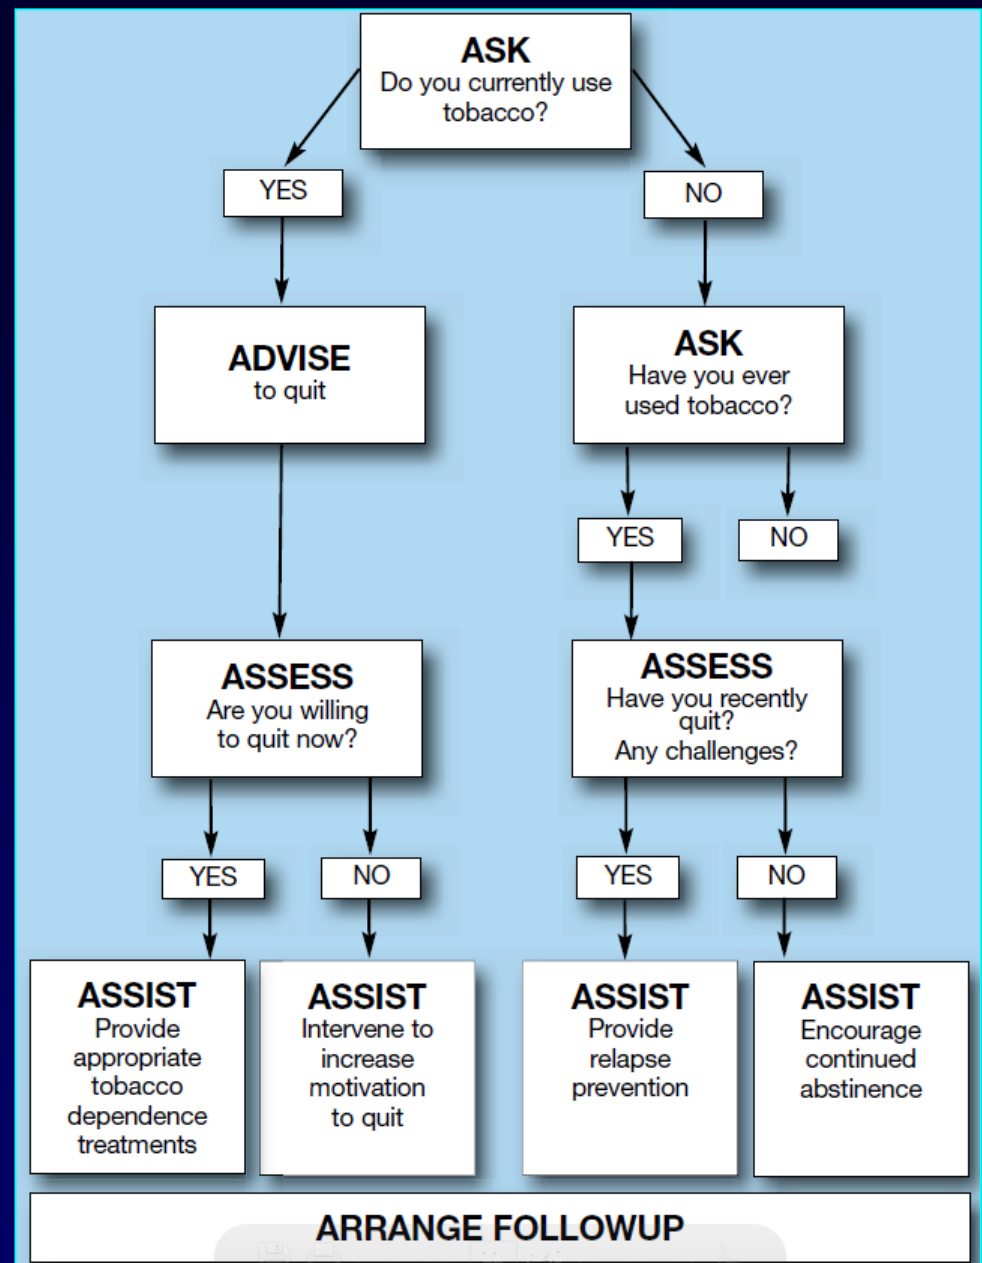 ASK
Do you currently use
tobacco?
YES
NO
ADVISE
to quit
ASK
Have you ever
used tobacco?
YES
NO
ASSESS
Are you willing
to quit now?
ASSESS
Have you recently
quit?
Any challenges?
YES
NO
YES
NO
ASSIST
Provide
appropriate
tobacco
dependence
treatments
ASSIST
Intervene to
increase
motivation
to quit
ASSIST
Provide
relapse
prevention
ASSIST
Encourage
continued
abstinence
ARRANGE FOLLOWUP